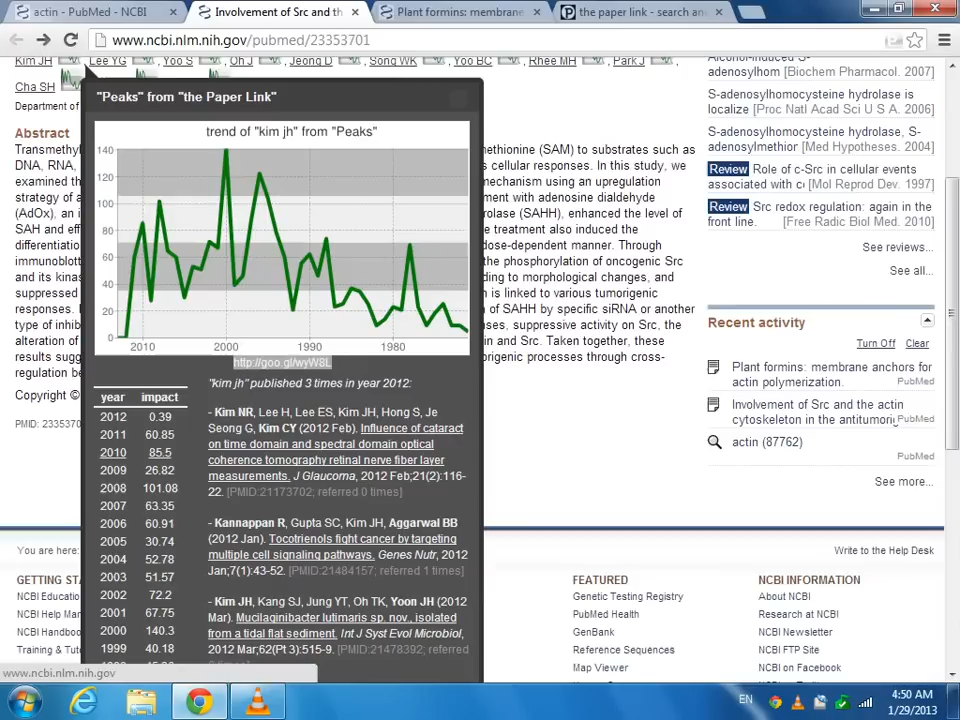 actin - PubMed - NCBI
Involvement of Src and th
Plant formins: membrane
the paper link - search an
www.ncbi.nlm.nih.gov/pubmed/23353701
Kim JH , Lee YG , Yoo S , Oh J , Jeong D , Song WK , Yoo BC , Rhee MH , Park J ,
Cha SH
Department of
Abstract
Transmethyl
DNA, RNA,
examined th
strategy of a
(AdOx), an i
SAH and eff
differentiatio
immunoblott
and its kinas
suppressed
responses. I
type of inhib
alteration of
results sugg
regulation be
Copyright ©
PMID: 2335370
methionine (SAM) to substrates such as
s cellular responses. In this study, we
mechanism using an upregulation
ment with adenosine dialdehyde
rolase (SAHH), enhanced the level of
e treatment also induced the
dose-dependent manner. Through
the phosphorylation of oncogenic Src
ding to morphological changes, and
n is linked to various tumorigenic
n of SAHH by specific siRNA or another
ses, suppressive activity on Src, the
in and Src. Taken together, these
origenic processes through cross-
"Peaks" from "the Paper Link"
trend of "kim jh" from "Peaks"
140
120
100
80
60
40
20
0
2010 2000 1990 1980
http://goo.gl/wyW8L
year impact
2012 0.39
2011 60.85
2010 85.5
2009 26.82
2008 101.08
2007 63.35
2006 60.91
2005 30.74
2004 52.78
2003 51.57
2002 72.2
2001 67.75
2000 140.3
1999 40.18
"kim jh" published 3 times in year 2012:
- Kim NR, Lee H, Lee ES, Kim JH, Hong S, Je
Seong G, Kim CY (2012 Feb). Influence of cataract
on time domain and spectral domain optical
coherence tomography retinal nerve fiber layer
measurements. J Glaucoma, 2012 Feb;21(2):116-
22. [PMID:21173702; referred 0 times]
- Kannappan R, Gupta SC, Kim JH, Aggarwal BB
(2012 Jan). Tocotrienols fight cancer by targeting
multiple cell signaling pathways. Genes Nutr, 2012
Jan;7(1):43-52. [PMID:21484157; referred 1 times]
- Kim JH, Kang SJ, Jung YT, Oh TK, Yoon JH (2012
Mar). Mucilaginibacter lutimaris sp. nov., isolated
from a tidal flat sediment. Int J Syst Evol Microbiol,
2012 Mar;62(Pt 3):515-9. [PMID:21478392; referred
Alcohol-induced S-
adenosylhom [Biochem Pharmacol. 2007]
S-adenosylhomocysteine hydrolase is
localize [Proc Natl Acad Sci U S A. 2006]
S-adenosylhomocysteine hydrolase, S-
adenosylmethior [Med Hypotheses. 2004]
Review Role of c-Src in cellular events
associated with c [Mol Reprod Dev. 1997]
Review Src redox regulation: again in the
front line. [Free Radic Biol Med. 2010]
See reviews...
See all...
Recent activity
Turn Off Clear
Plant formins: membrane anchors for
actin polymerization.
PubMed
Involvement of Src and the actin
cytoskeleton in the antitumorig
PubMed
actin (87762)
PubMed
See more...
You are here:
Write to the Help Desk
GETTING STA
NCBI Educatio
NCBI Help Man
NCBI Handboo
Training & Tuto
FEATURED
Genetic Testing Registry
PubMed Health
GenBank
Reference Sequences
Map Viewer
NCBI INFORMATION
About NCBI
Research at NCBI
NCBI Newsletter
NCBI FTP Site
NCBI on Facebook
www.ncbi.nlm.nih.gov
EN
4:50 AM
1/29/2013